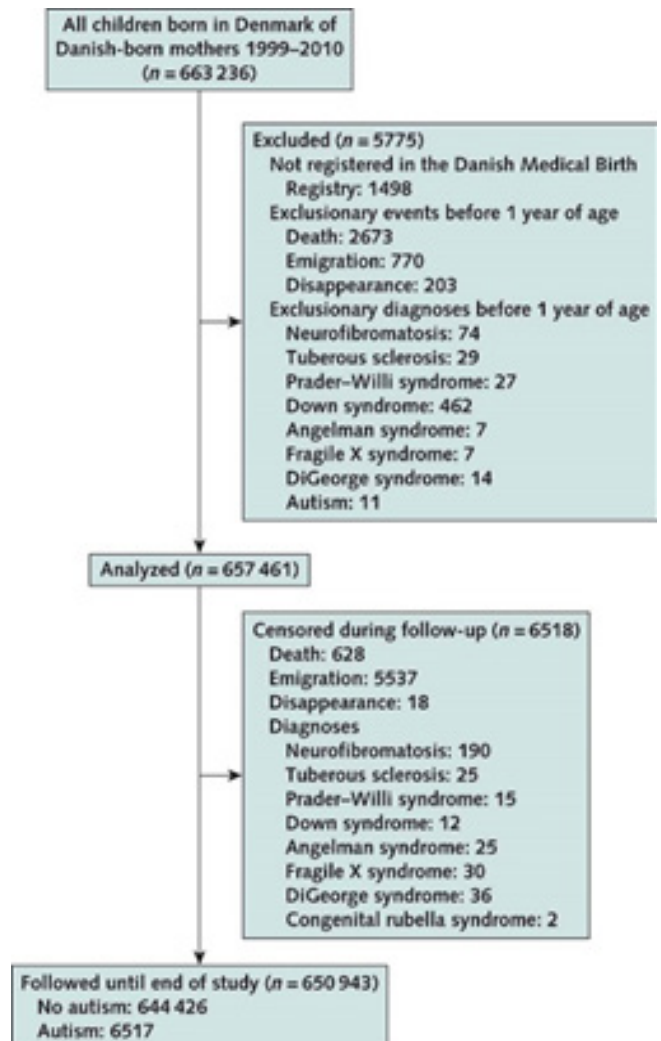 All children born in Denmark of
Danish-born mothers 1999–2010
(n = 663 236)
Excluded (n = 5775)
Not registered in the Danish Medical Birth
Registry: 1498
Exclusionary events before 1 year of age
Death: 2673
Emigration: 770
Disappearance: 203
Exclusionary diagnoses before 1 year of age
Neurofibromatosis: 74
Tuberous sclerosis: 29
Prader–Willi syndrome: 27
Down syndrome: 462
Angelman syndrome: 7
Fragile X syndrome: 7
DiGeorge syndrome: 14
Autism: 11
Analyzed (n = 657 461)
Censored during follow-up (n = 6518)
Death: 628
Emigration: 5537
Disappearance: 18
Diagnoses
Neurofibromatosis: 190
Tuberous sclerosis: 25
Prader–Willi syndrome: 15
Down syndrome: 12
Angelman syndrome: 25
Fragile X syndrome: 30
DiGeorge syndrome: 36
Congenital rubella syndrome: 2
Followed until end of study (n = 650 943)
No autism: 644 426
Autism: 6517